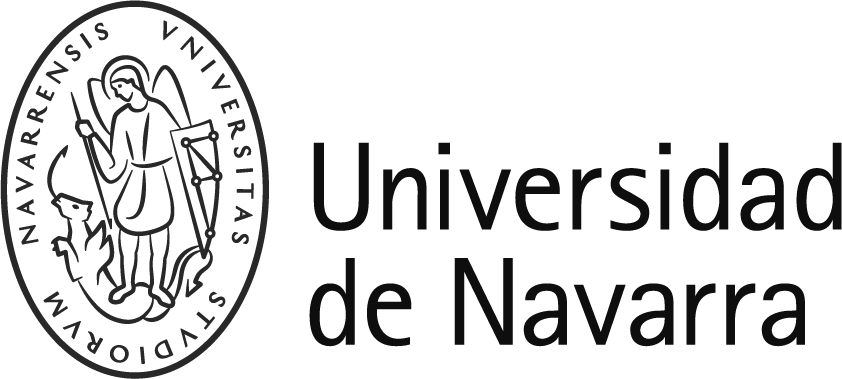 VNIVERSITAS STVDIORVM NAVARRENSIS
Universidad
de Navarra